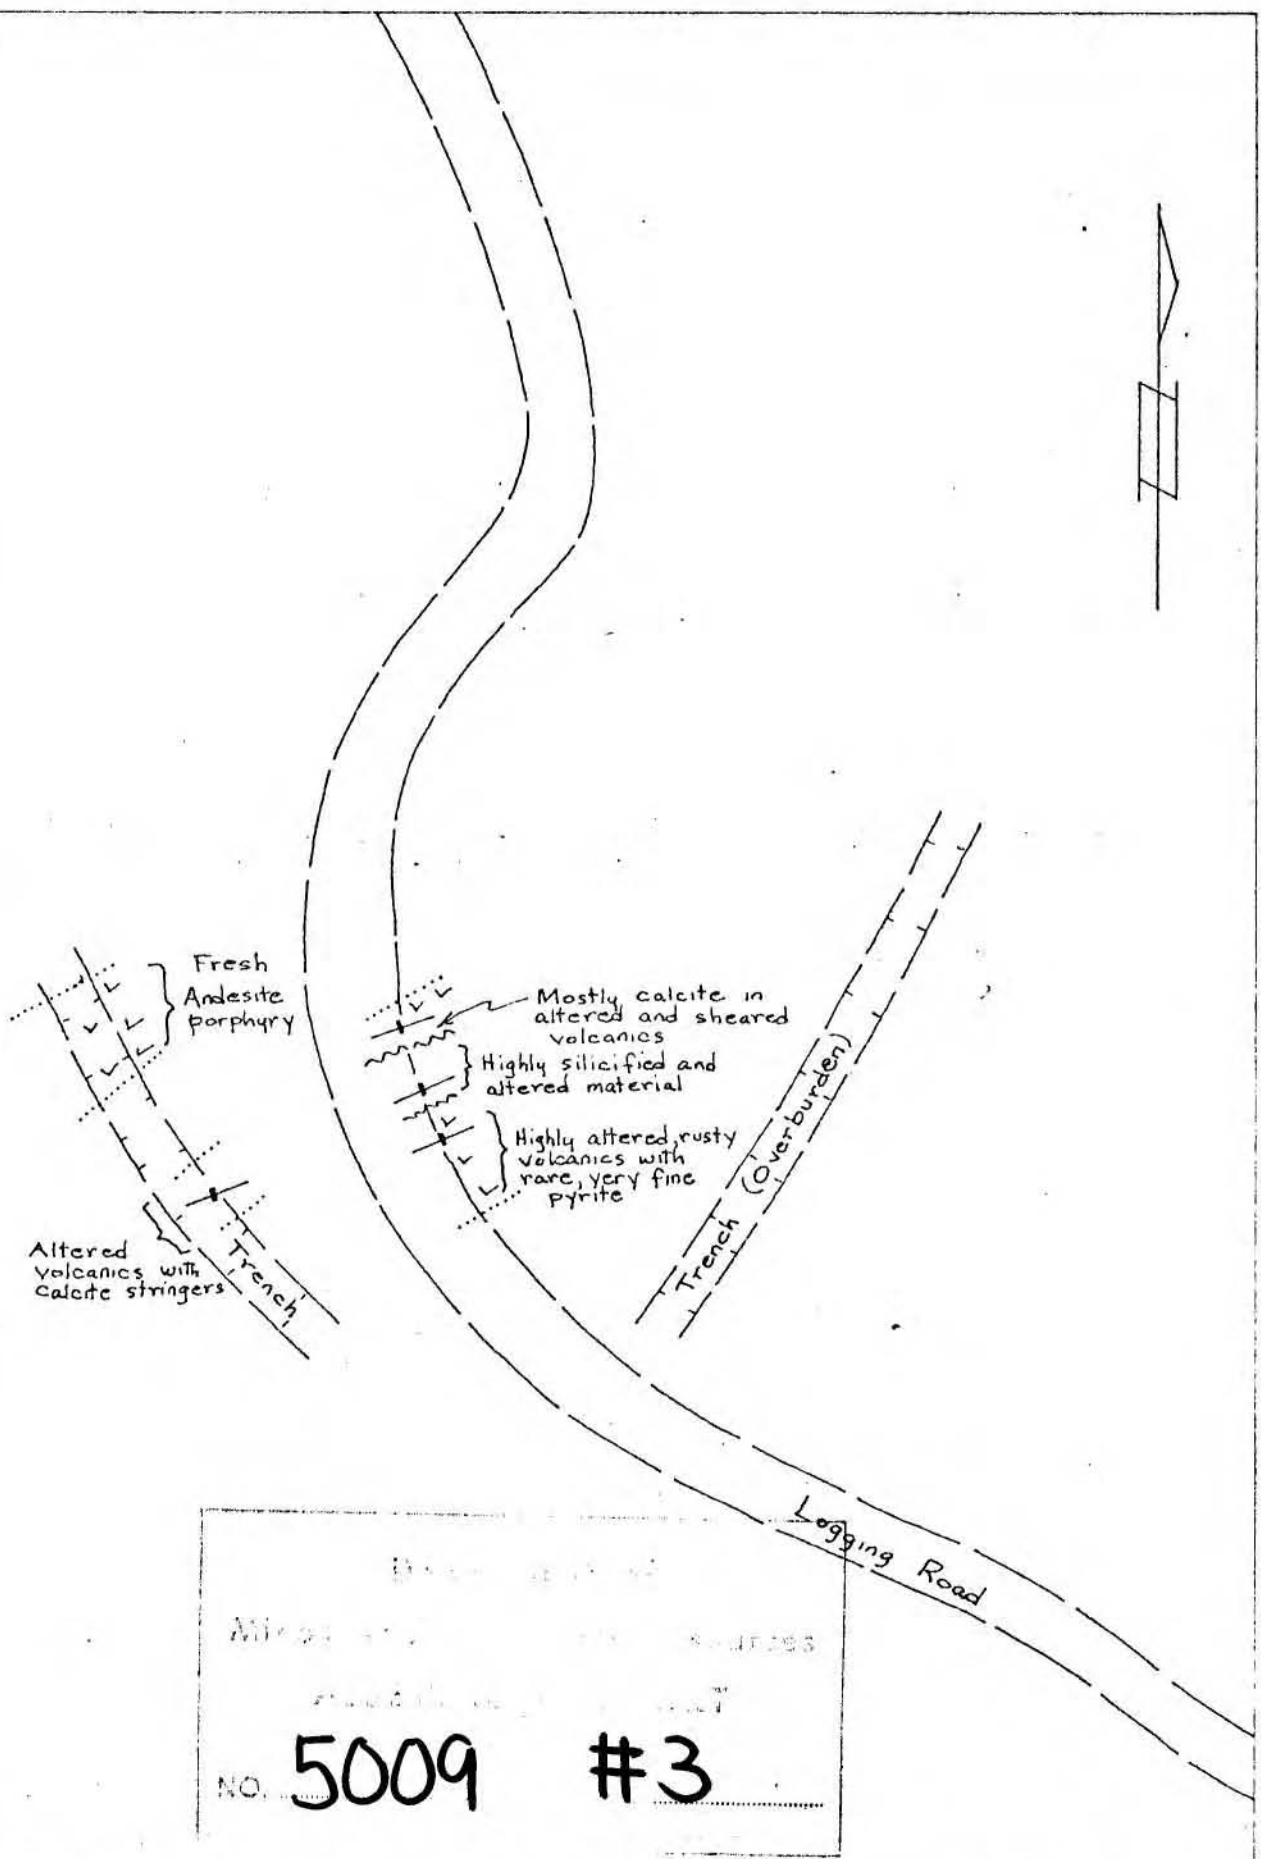 Fresh
Andesite
porphyry
Mostly calcite in
altered and sheared
volcanics
Highly silicified and
altered material
Highly altered, rusty
volcanics with
rare, very fine
pyrite
Altered
volcanics with
calcite stringers
Trench
Trench (Overburden)
Logging Road
NO. 5009 #3